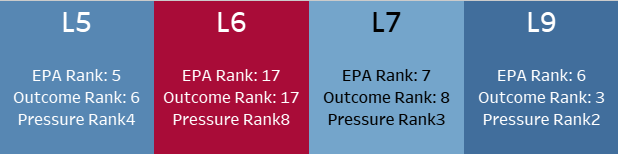 L5
EPA Rank: 5
Outcome Rank: 6
Pressure Rank4
L6
EPA Rank: 17
Outcome Rank: 17
Pressure Rank8
L7
EPA Rank: 7
Outcome Rank: 8
Pressure Rank3
L9
EPA Rank: 6
Outcome Rank: 3
Pressure Rank2